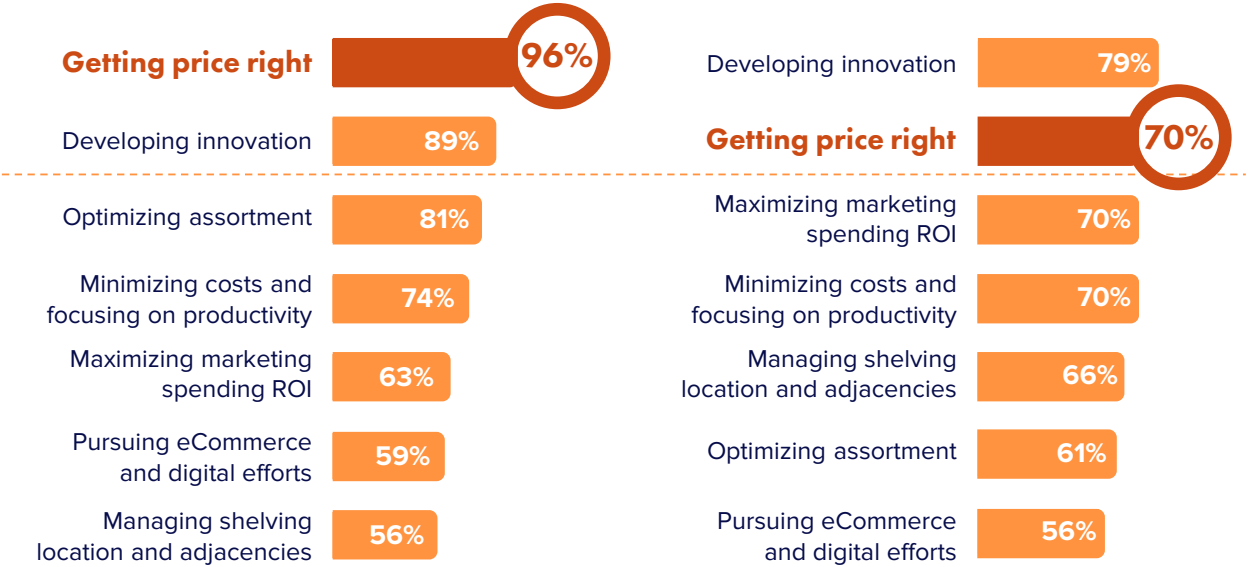 Getting price right
96%
Developing innovation
89%
Optimizing assortment
81%
Minimizing costs and
focusing on productivity
74%
Maximizing marketing
spending ROI
63%
Pursuing eCommerce
and digital efforts
59%
Managing shelving
location and adjacencies
56%
Developing innovation
79%
Getting price right
70%
Maximizing marketing
spending ROI
70%
Minimizing costs and
focusing on productivity
70%
Managing shelving
location and adjacencies
66%
Optimizing assortment
61%
Pursuing eCommerce
and digital efforts
56%